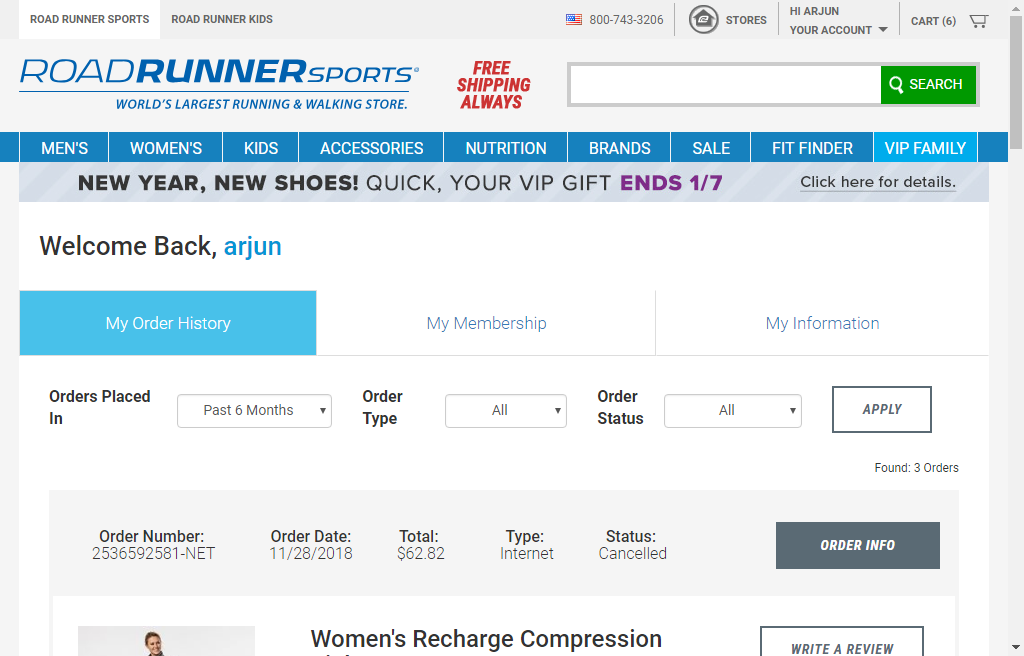 ROAD RUNNER SPORTS ROAD RUNNER KIDS 800-743-3206 STORES HI ARJUN YOUR ACCOUNT CART (6)
ROADRUNNERSPORTS
WORLD'S LARGEST RUNNING & WALKING STORE.
FREE
SHIPPING
ALWAYS
SEARCH
MEN'S WOMEN'S KIDS ACCESSORIES NUTRITION BRANDS SALE FIT FINDER VIP FAMILY
NEW YEAR, NEW SHOES! QUICK, YOUR VIP GIFT ENDS 1/7 Click here for details.
Welcome Back, arjun
My Order History My Membership My Information
Orders Placed In Past 6 Months Order Type All Order Status All APPLY
Found: 3 Orders
Order Number: Order Date: Total: Type: Status:
2536592581-NET 11/28/2018 $62.82 Internet Cancelled
ORDER INFO
Women's Recharge Compression
WRITE A REVIEW